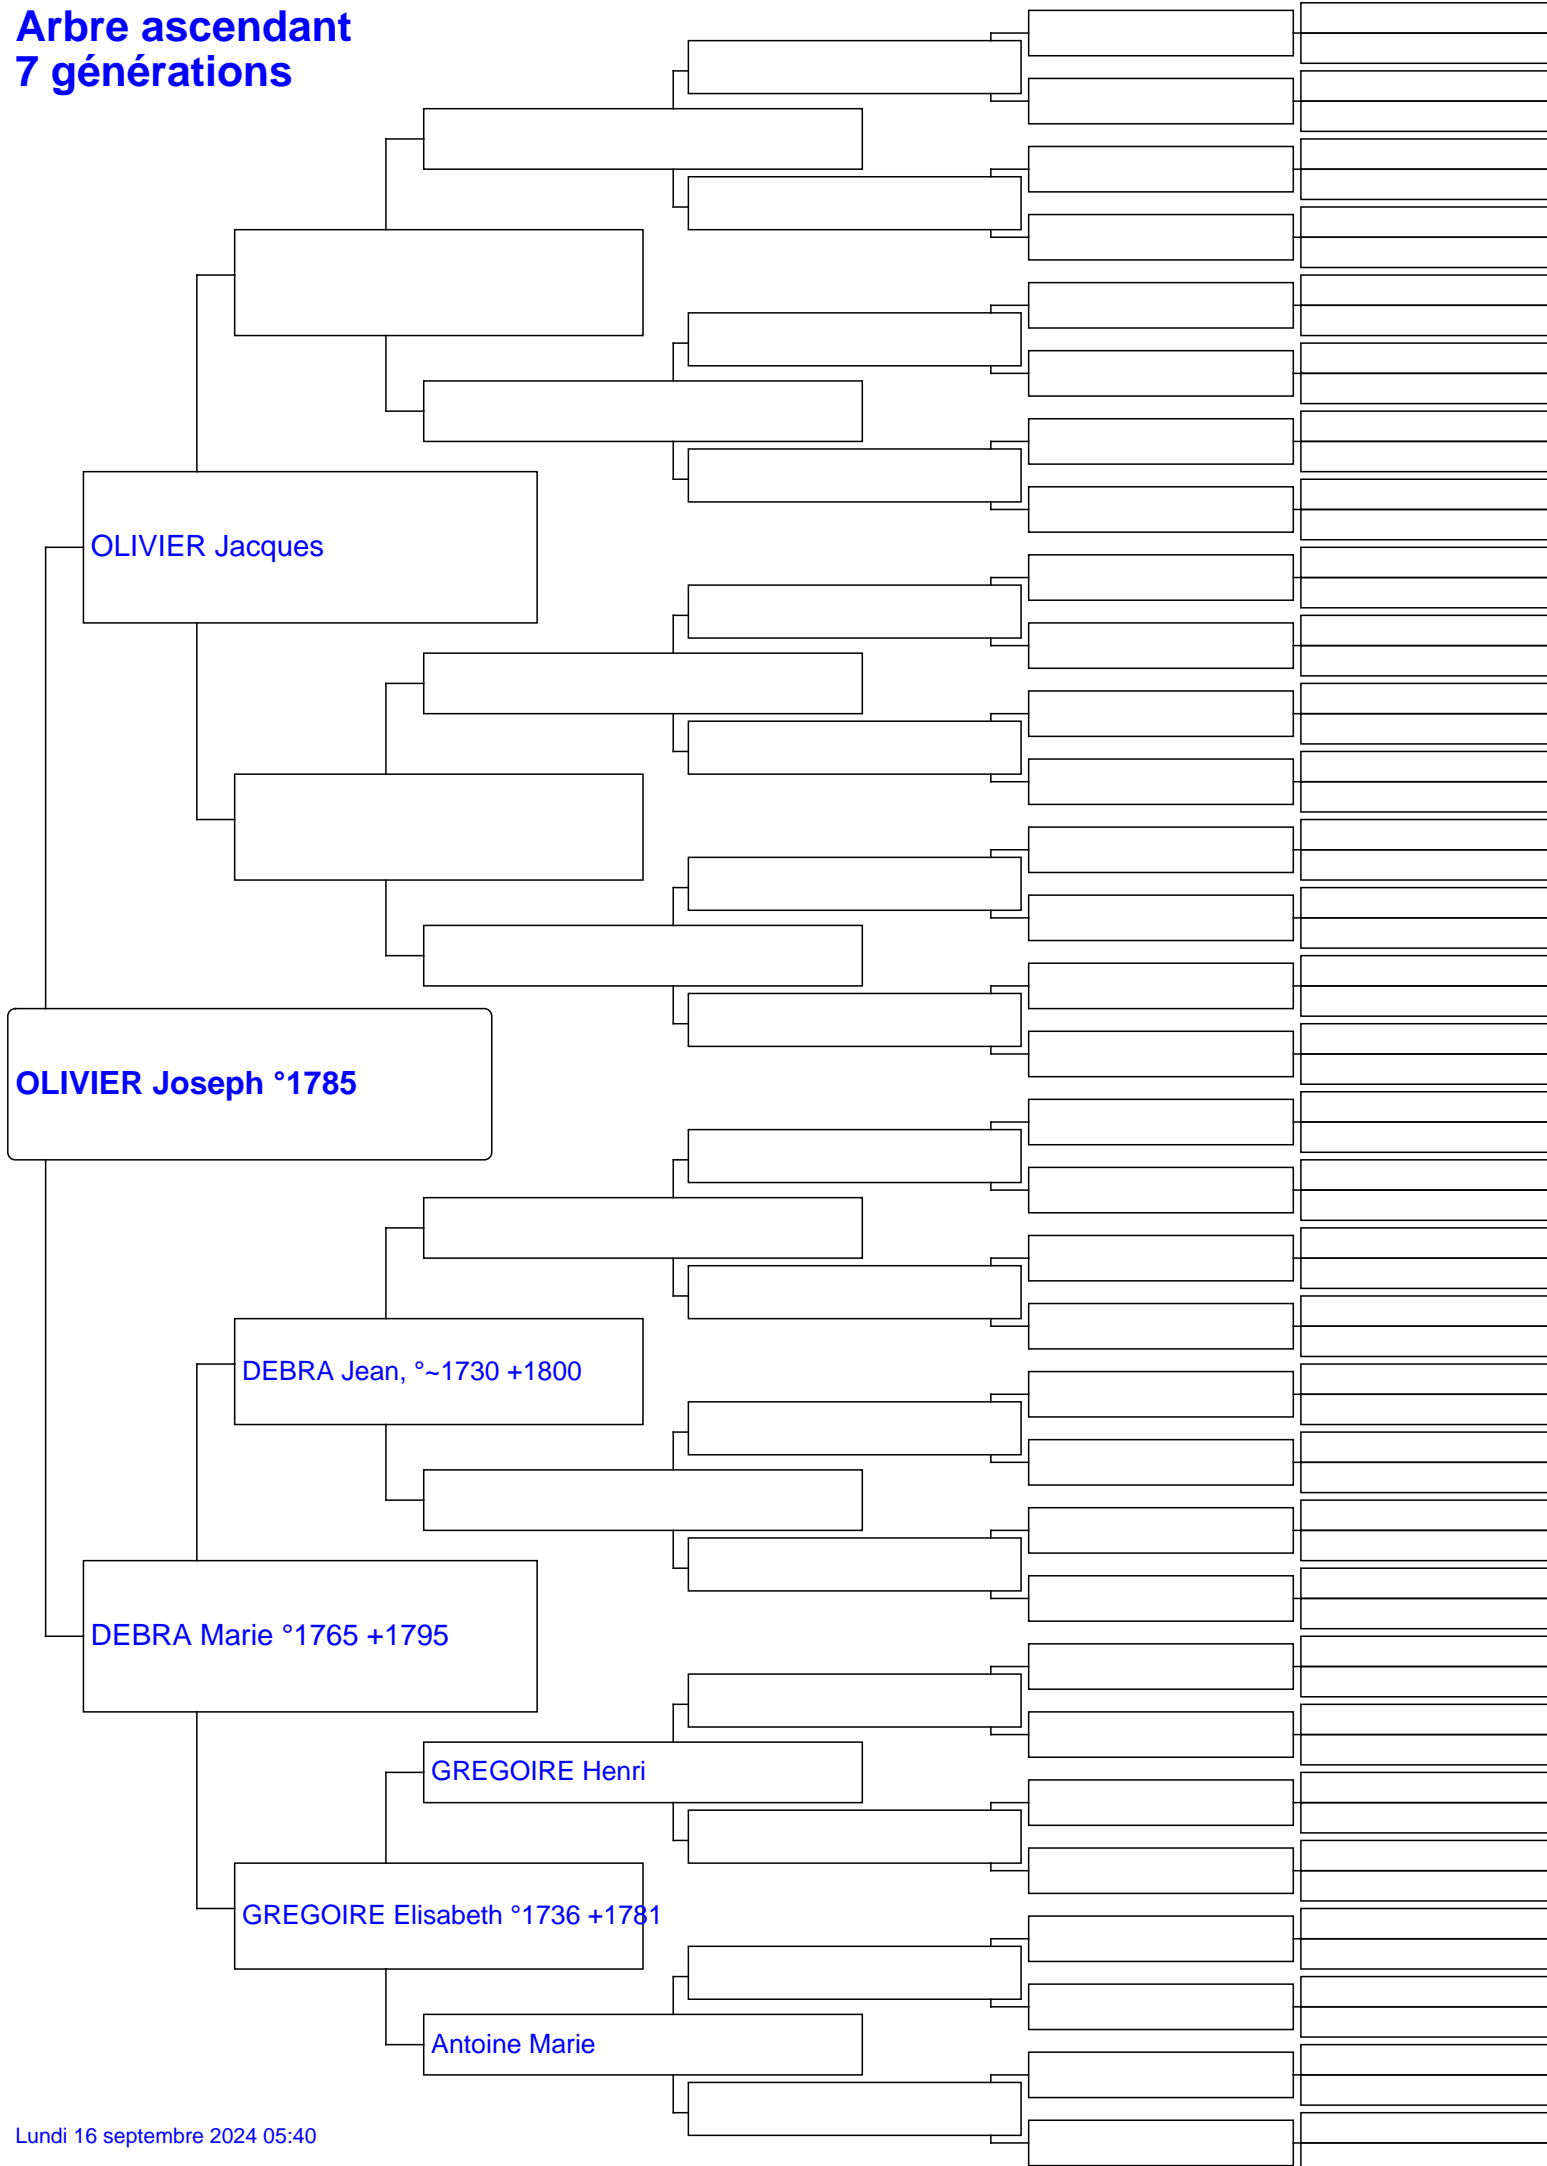 Arbre ascendant
7 générations
OLIVIER Jacques
OLIVIER Joseph °1785
DEBRA Jean, °~1730 +1800
DEBRA Marie °1765 +1795
GREGOIRE Henri
GREGOIRE Elisabeth °1736 +1781
Antoine Marie
Lundi 16 septembre 2024 05:40